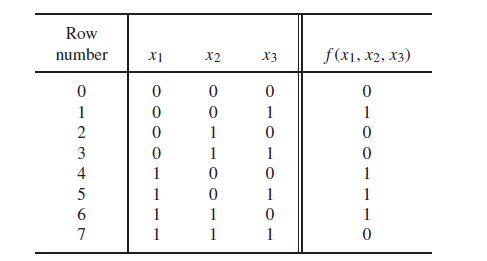 Row
number x1 x2 x3 f(x1, x2, x3)
0 0 0 0 0
1 0 0 1 1
2 0 1 0 0
3 0 1 1 0
4 1 0 0 1
5 1 0 1 1
6 1 1 0 1
7 1 1 1 0